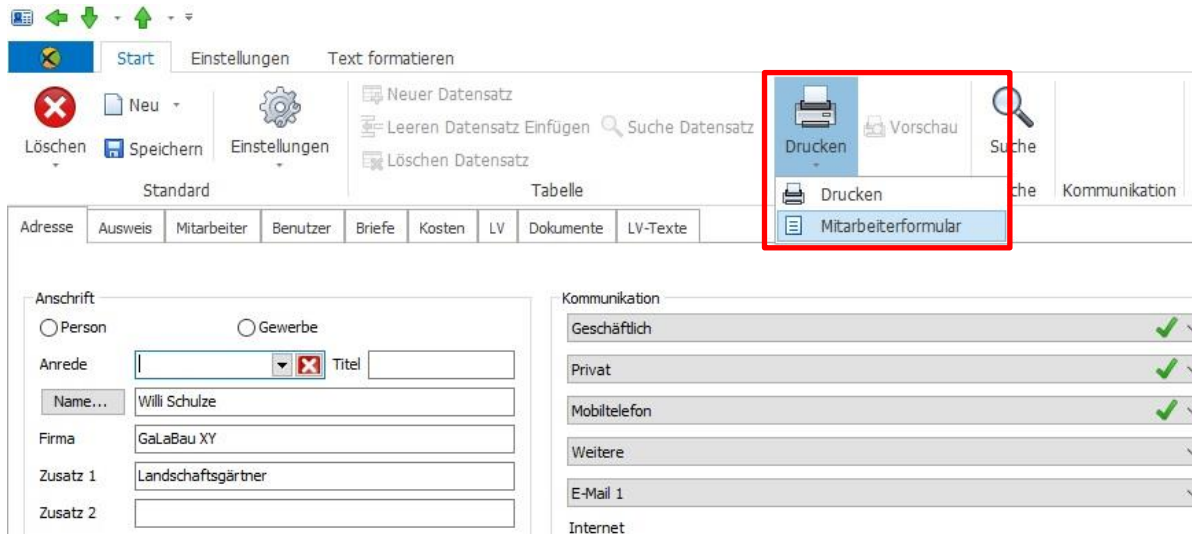 Start Einstellungen Text formatieren
Löschen
Neu
Speichern
Einstellungen
Standard
Neuer Datensatz
Leeren Datensatz Einfügen Suche Datensatz
Löschen Datensatz
Tabelle
Drucken
Vorschau
Drucken
Mitarbeiterformular
Suche
che
Kommunikation
Adresse Ausweis Mitarbeiter Benutzer Briefe Kosten LV Dokumente LV-Texte
Anschrift
Person Gewerbe
Anrede Titel
Name... Willi Schulze
Firma GaLaBau XY
Zusatz 1 Landschaftsgärtner
Zusatz 2
Kommunikation
Geschäftlich
Privat
Mobiltelefon
Weitere
E-Mail 1
Internet